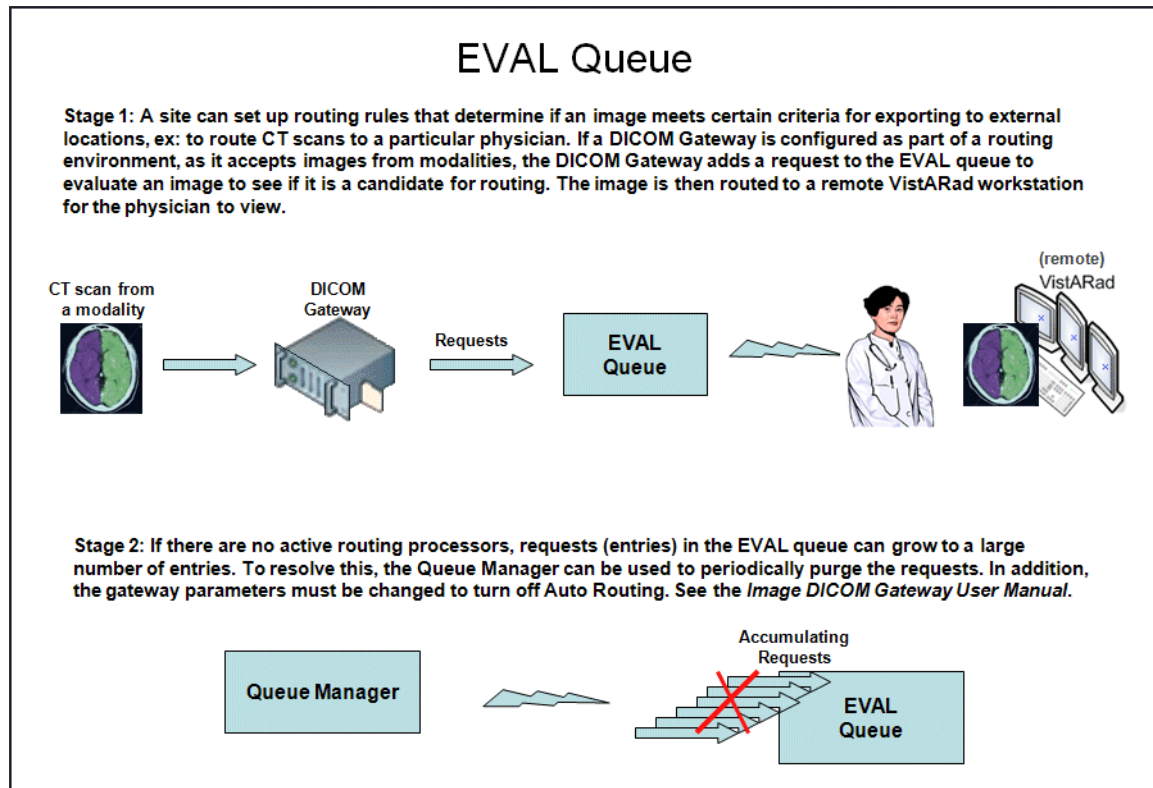 EVAL Queue
Stage 1: A site can set up routing rules that determine if an image meets certain criteria for exporting to external
locations, ex: to route CT scans to a particular physician. If a DICOM Gateway is configured as part of a routing
environment, as it accepts images from modalities, the DICOM Gateway adds a request to the EVAL queue to
evaluate an image to see if it is a candidate for routing. The image is then routed to a remote VistARad workstation
for the physician to view.
CT scan from
a modality
DICOM
Gateway
Requests
EVAL
Queue
(remote)
VistARad
Stage 2: If there are no active routing processors, requests (entries) in the EVAL queue can grow to a large
number of entries. To resolve this, the Queue Manager can be used to periodically purge the requests. In addition,
the gateway parameters must be changed to turn off Auto Routing. See the Image DICOM Gateway User Manual.
Queue Manager
Accumulating
Requests
EVAL
Queue